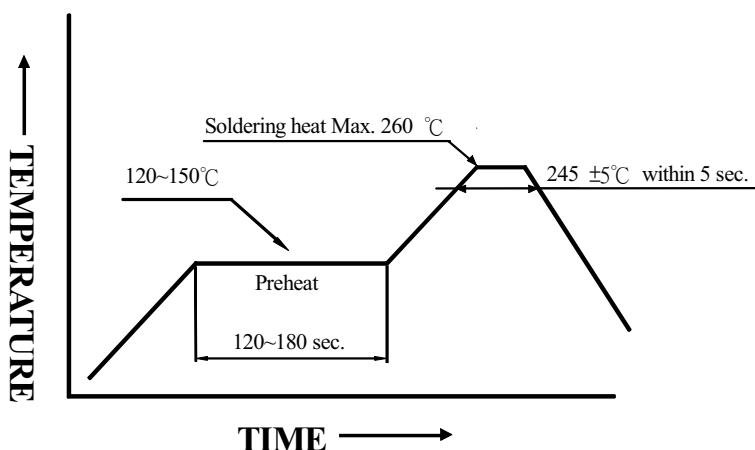 Soldering heat Max. 260 ℃
120~150℃
245 ±5℃ within 5 sec.
Preheat
120~180 sec.
TEMPERATURE
TIME